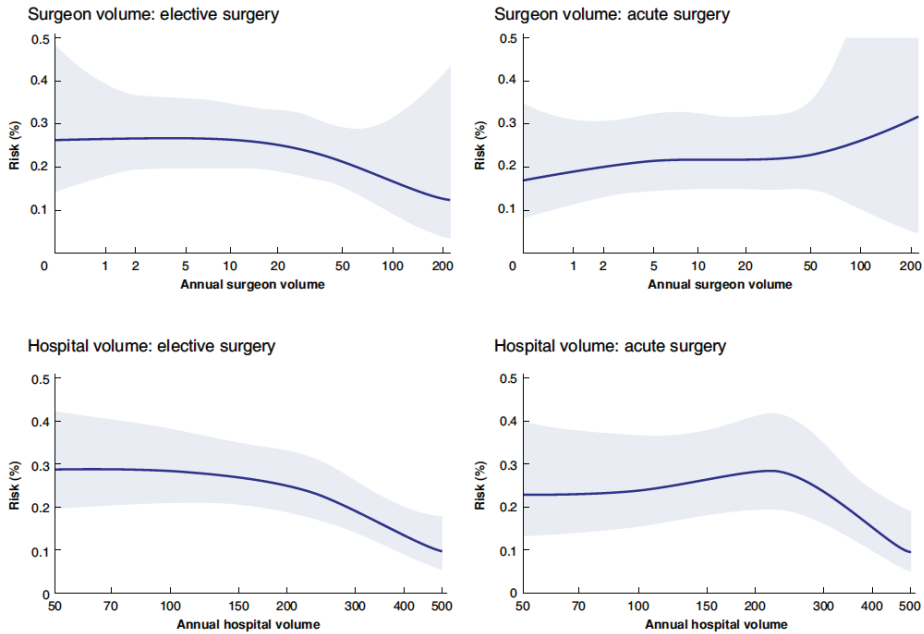 Surgeon volume: elective surgery
0.5
0.4
0.3
0.2
0.1
Risk (%)
0 1 2 5 10 20 50 100 200
Annual surgeon volume
Surgeon volume: acute surgery
0.5
0.4
0.3
0.2
0.1
Risk (%)
0 1 2 5 10 20 50 100 200
Annual surgeon volume
Hospital volume: elective surgery
0.5
0.4
0.3
0.2
0.1
0
Risk (%)
50 70 100 150 200 300 400 500
Annual hospital volume
Hospital volume: acute surgery
0.5
0.4
0.3
0.2
0.1
0
Risk (%)
50 70 100 150 200 300 400 500
Annual hospital volume